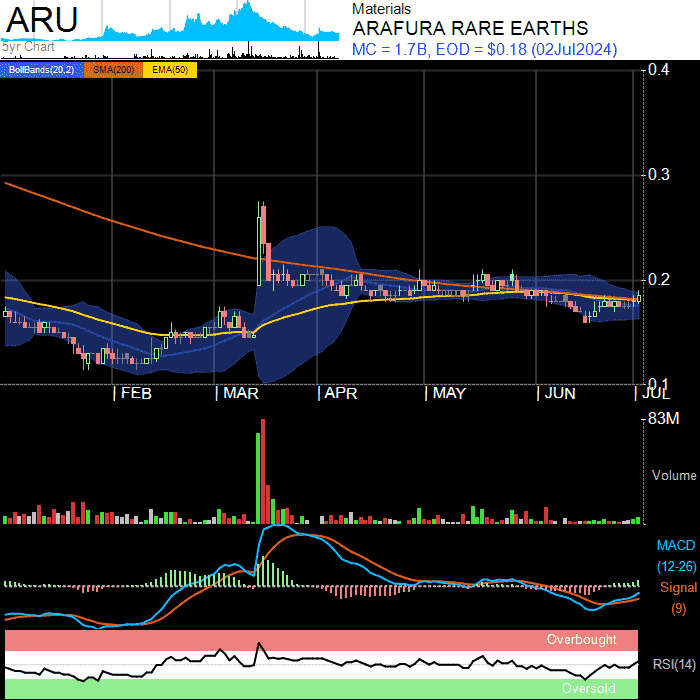 ARU
5yr Chart
Materials
ARAFURA RARE EARTHS
MC = 1.7B, EOD = $0.18 (02Jul2024)
BollBands(20,2) SMA(200) EMA(50)
0.4
0.3
0.2
0.1
FEB MAR APR MAY JUN JUL
83M
Volume
MACD
(12-26)
Signal
(9)
Overbought
RSI(14)
Oversold